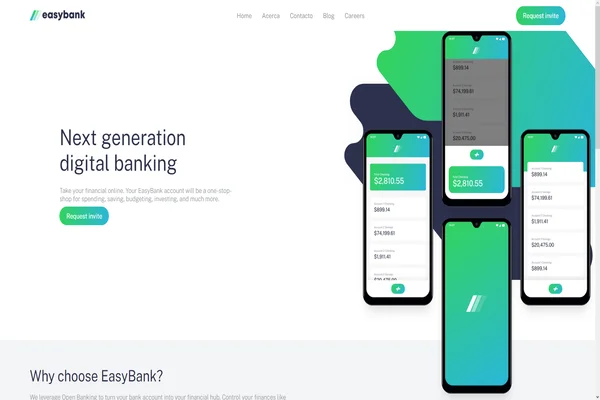 easybank
Home Acerca Contacto Blog Careers
Request invite
Next generation
digital banking
Take your financial online. Your EasyBank account will be a one-stop-
shop for spending, saving, budgeting, investing, and much more.
Request invite
$899.14
$74,199.61
$1,911.41
$20,475.00
$2,810.55
$2,810.55
$899.14
$74,199.61
$1,911.41
$20,475.00
$899.14
$74,199.61
$1,911.41
$20,475.00
$899.14
Why choose EasyBank?
We leverage Open Banking to turn your bank account into your financial hub. Control your finances like